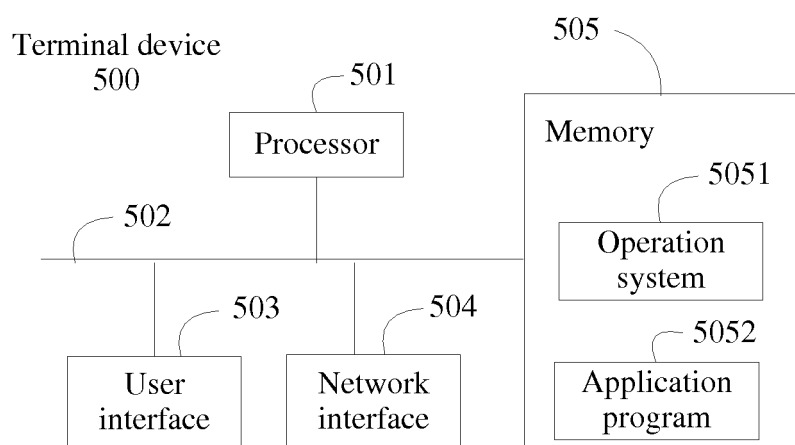 Terminal device
500
501
Processor
502
503
User
interface
504
Network
interface
505
Memory
5051
Operation
system
5052
Application
program